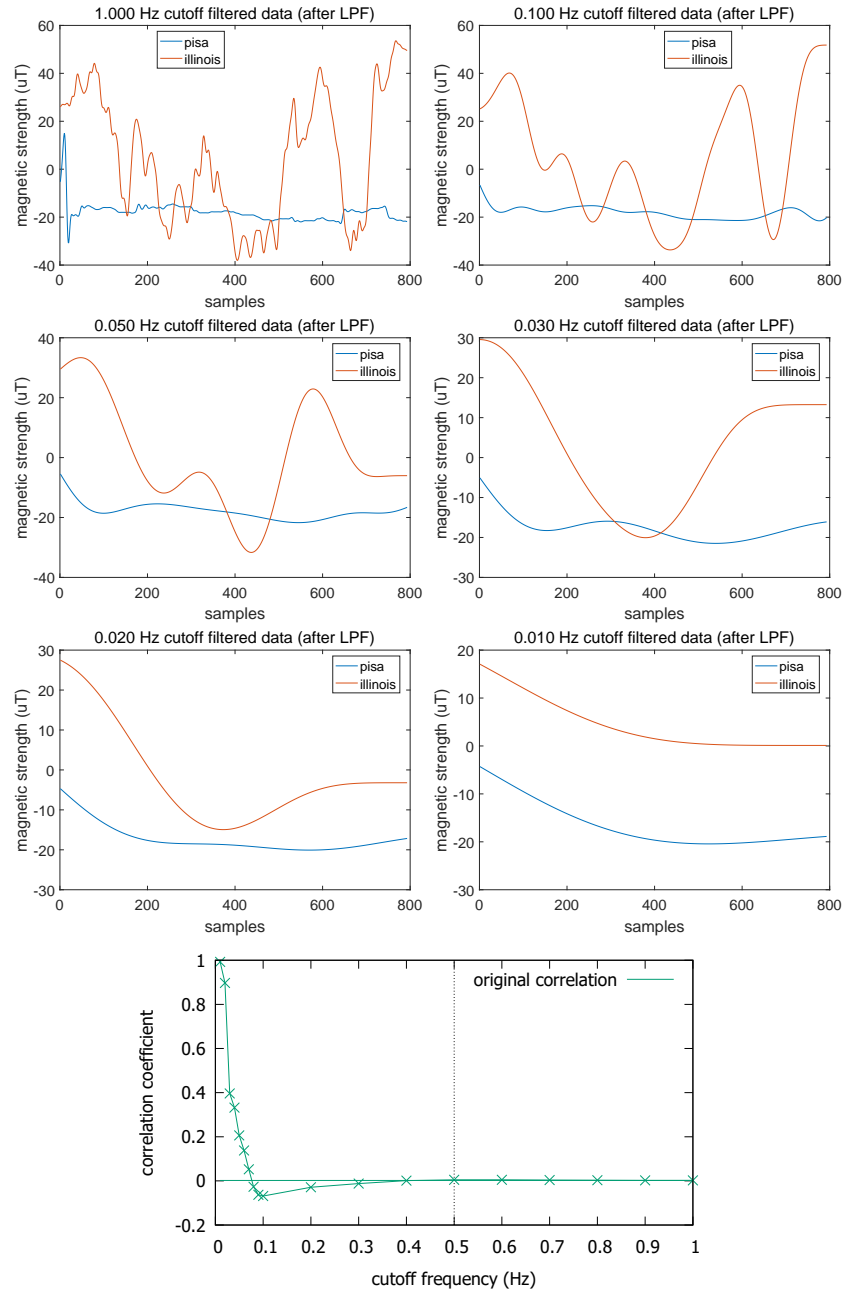 1.000 Hz cutoff filtered data (after LPF)
60
40
20
0
-20
-40
0
200
400
600
800
magnetic strength (uT)
samples
pisa
illinois
0.100 Hz cutoff filtered data (after LPF)
60
40
20
0
-20
-40
0
200
400
600
800
magnetic strength (uT)
samples
pisa
illinois
0.050 Hz cutoff filtered data (after LPF)
40
20
0
-20
-40
0
200
400
600
800
magnetic strength (uT)
samples
pisa
illinois
0.030 Hz cutoff filtered data (after LPF)
30
20
10
0
-10
-20
-30
0
200
400
600
800
magnetic strength (uT)
samples
pisa
illinois
0.020 Hz cutoff filtered data (after LPF)
30
20
10
0
-10
-20
-30
0
200
400
600
800
magnetic strength (uT)
samples
pisa
illinois
0.010 Hz cutoff filtered data (after LPF)
20
10
0
-10
-20
-30
0
200
400
600
800
magnetic strength (uT)
samples
pisa
illinois
1
0.8
0.6
0.4
0.2
0
-0.2
correlation coefficient
original correlation
0 0.1 0.2 0.3 0.4 0.5 0.6 0.7 0.8 0.9 1
cutoff frequency (Hz)